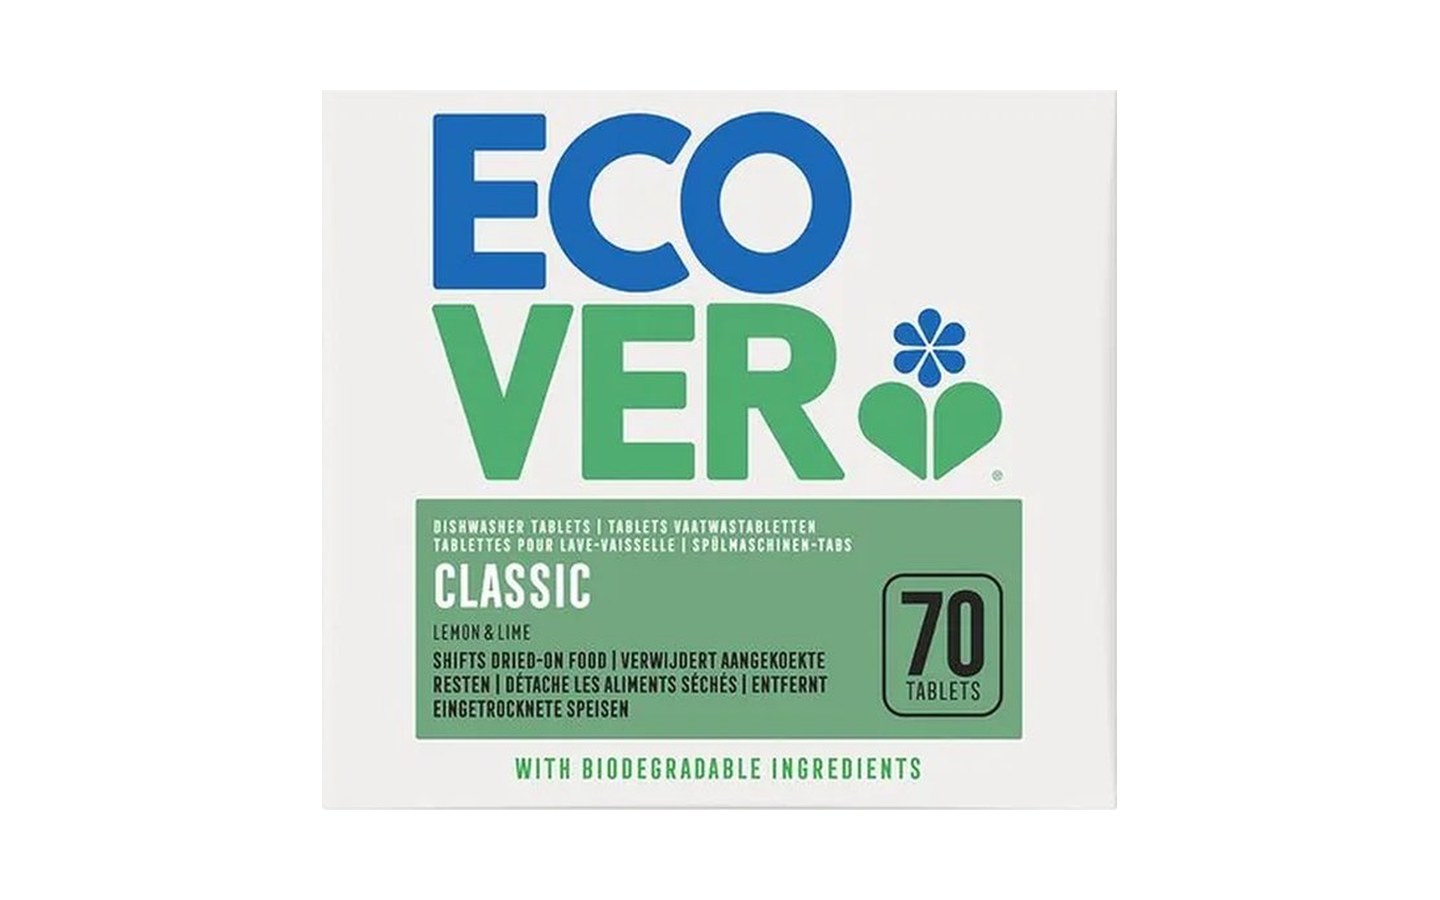 ECO
VER
®
DISHWASHER TABLETS | TABLETS VAATWASTABLETTEN
TABLETTES POUR LAVE-VAISSELLE | SPÜLMASCHINEN-TABS
CLASSIC
LEMON & LIME
SHIFTS DRIED-ON FOOD | VERWIJDERT AANGEKOEKTE
RESTEN | DÉTACHE LES ALIMENTS SÉCHÉS | ENTFERNT
EINGETROCKNETE SPEISEN
70
TABLETS
WITH BIODEGRADABLE INGREDIENTS